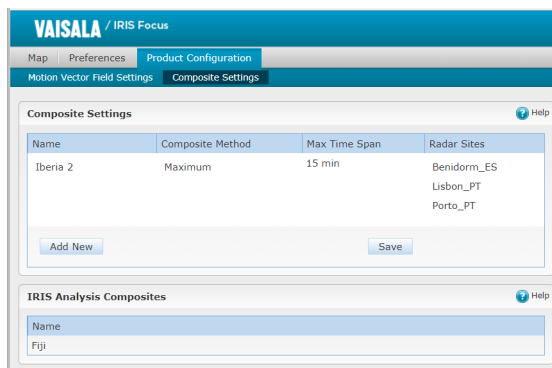 VAISALA / IRIS Focus
Map Preferences Product Configuration
Motion Vector Field Settings Composite Settings
Composite Settings Help
Name Composite Method Max Time Span Radar Sites
Iberia 2 Maximum 15 min Benidorm_ES
Lisbon_PT
Porto_PT
Add New Save
IRIS Analysis Composites Help
Name
Fiji